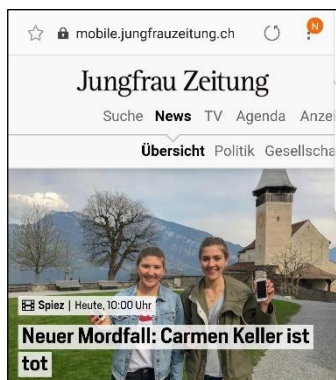 mobile.jungfrauzeitung.ch
N
Jungfrau Zeitung
Suche News TV Agenda Anzei
Übersicht Politik Gesellscha
Spiez | Heute, 10:00 Uhr
Neuer Mordfall: Carmen Keller ist
tot